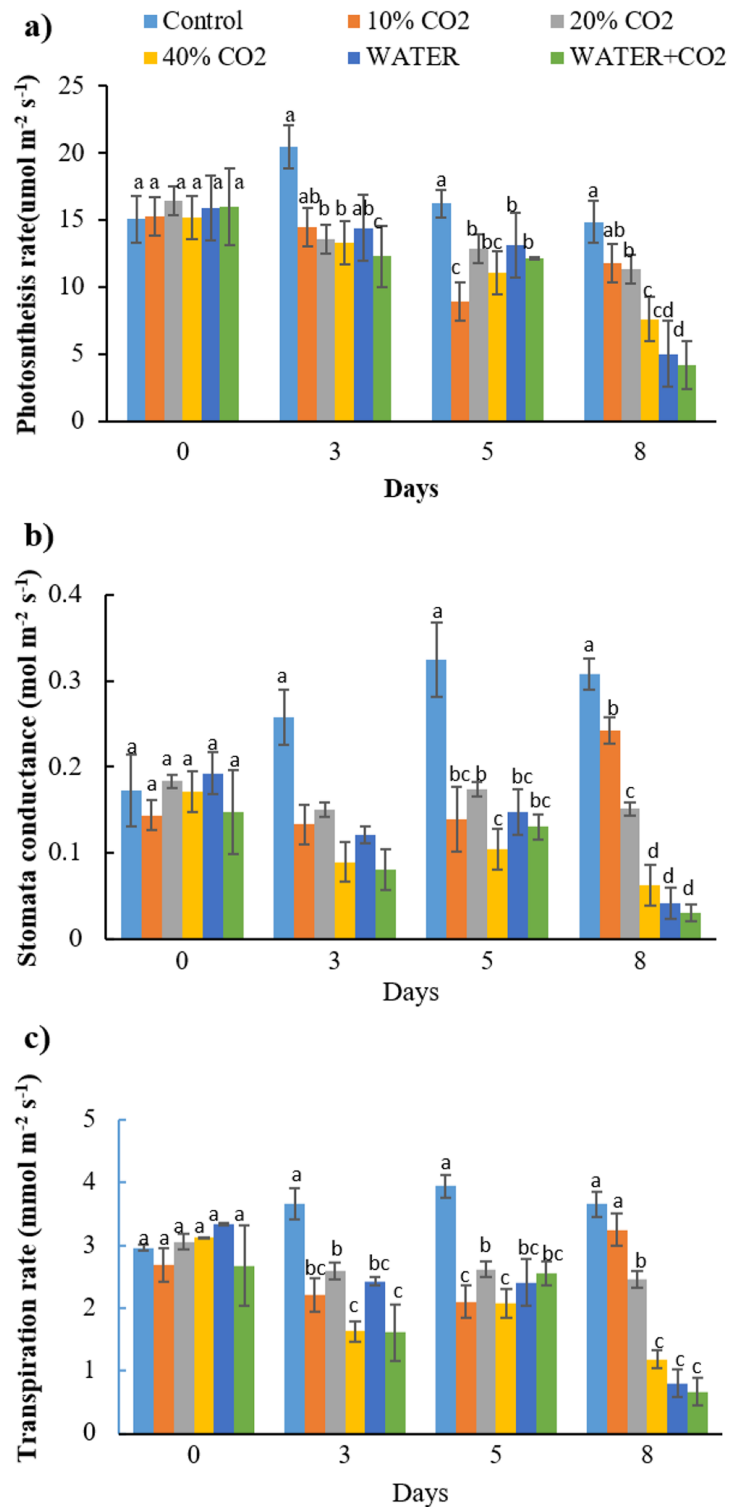 a)
Control 10% CO2 20% CO2
40% CO2 WATER WATER+CO2
Photosntheisis rate(umol m-2 s-1)
25
20
15
10
5
0
a a a a a a
a ab b b ab c
a c b bc b b
a ab b c cd d
0 3 5 8
Days
b)
Stomata conductance (mol m-2 s-1)
0.4
0.3
0.2
0.1
0
a a a a a a
a
a bc b c bc bc
a b c d d d
0 3 5 8
Days
c)
Transpiration rate (mmol m-2 s-1)
5
4
3
2
1
0
a a a a a a
a bc b c bc c
a c b c bc bc
a a b c c c
0 3 5 8
Days